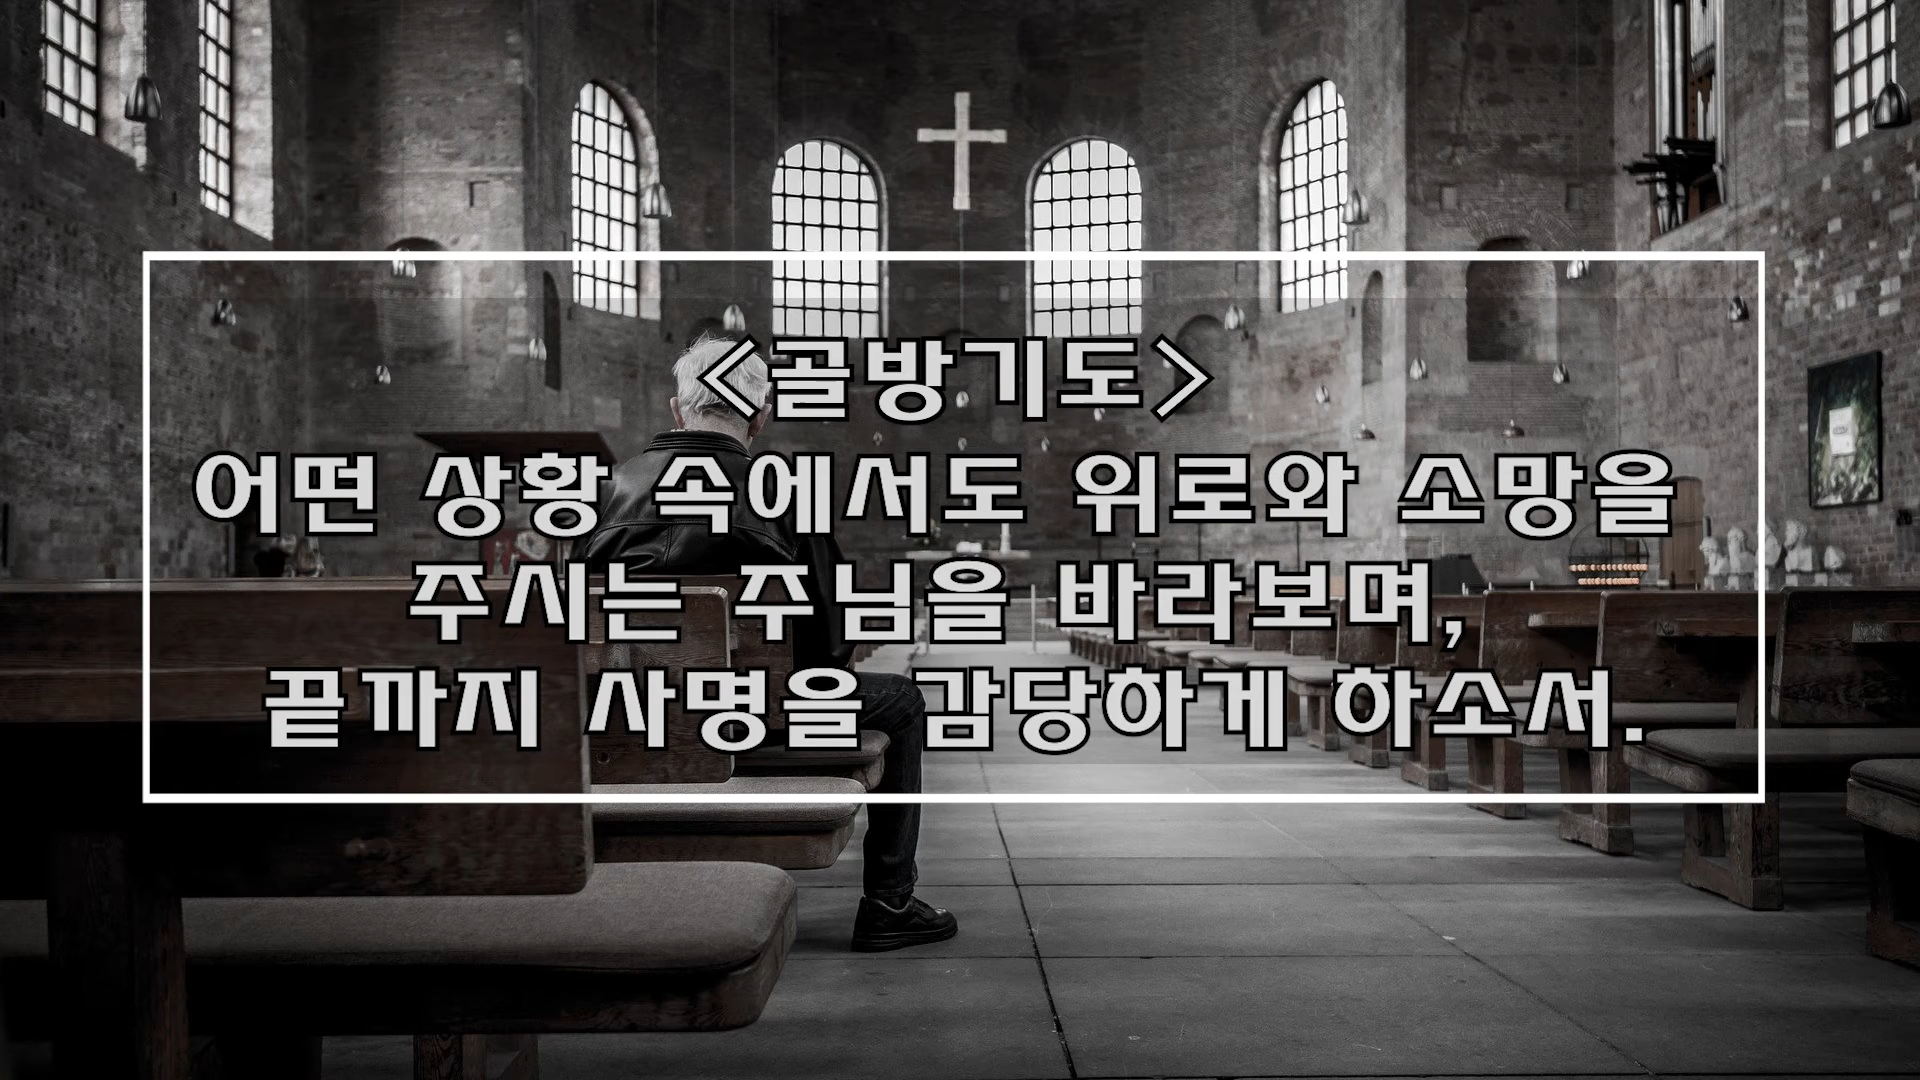 <골방기도>
어떤 상황 속에서도 위로와 소망을
주시는 주님을 바라보며,
끝까지 사명을 감당하게 하소서.